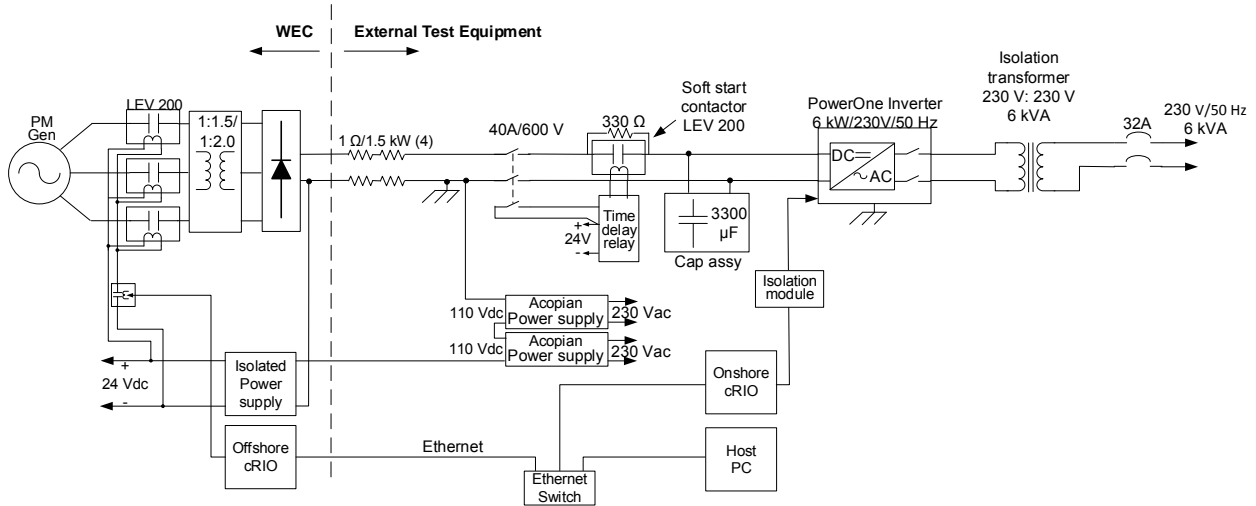 WEC
External Test Equipment
PM
Gen
LEV 200
1:1.5/
1:2.0
1 Ω/1.5 kW (4)
40A/600 V
330 Ω
Soft start
contactor
LEV 200
PowerOne Inverter
6 kW/230V/50 Hz
DC
AC
Isolation
transformer
230 V: 230 V
6 kVA
32A
230 V/50 Hz
6 kVA
+
24V
-
Time
delay
relay
3300
µF
Cap assy
Isolation
module
110 Vdc
Acopian
Power supply
230 Vac
110 Vdc
Acopian
Power supply
230 Vac
+
24 Vdc
-
Isolated
Power
supply
Onshore
cRIO
Offshore
cRIO
Ethernet
Ethernet
Switch
Host
PC